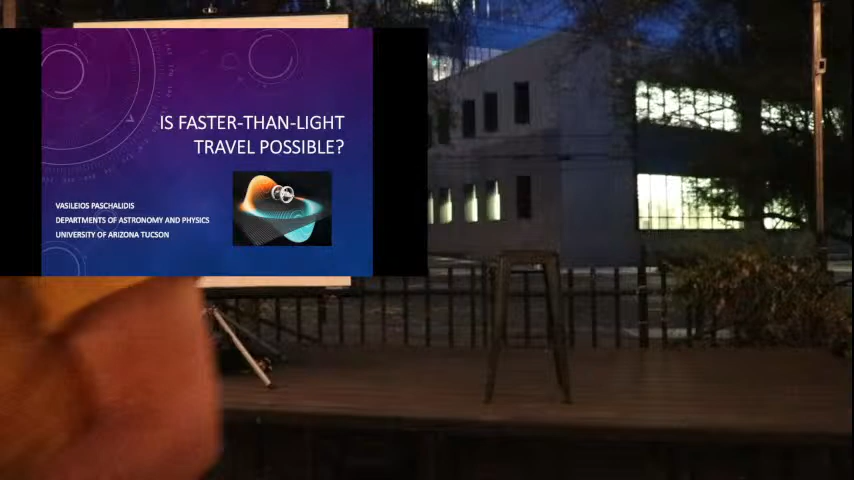 IS FASTER-THAN-LIGHT
TRAVEL POSSIBLE?
VASILEIOS PASCHALIDIS
DEPARTMENTS OF ASTRONOMY AND PHYSICS
UNIVERSITY OF ARIZONA TUCSON